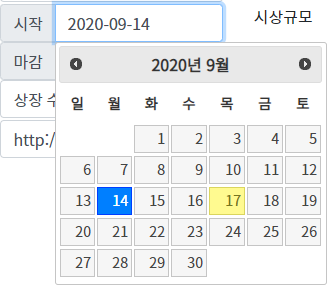 시작 2020-09-14 시상규모
마감
2020년 9월
일 월 화 수 목 금 토
상장 수
1 2 3 4 5
http:/
6 7 8 9 10 11 12
13 14 15 16 17 18 19
20 21 22 23 24 25 26
27 28 29 30